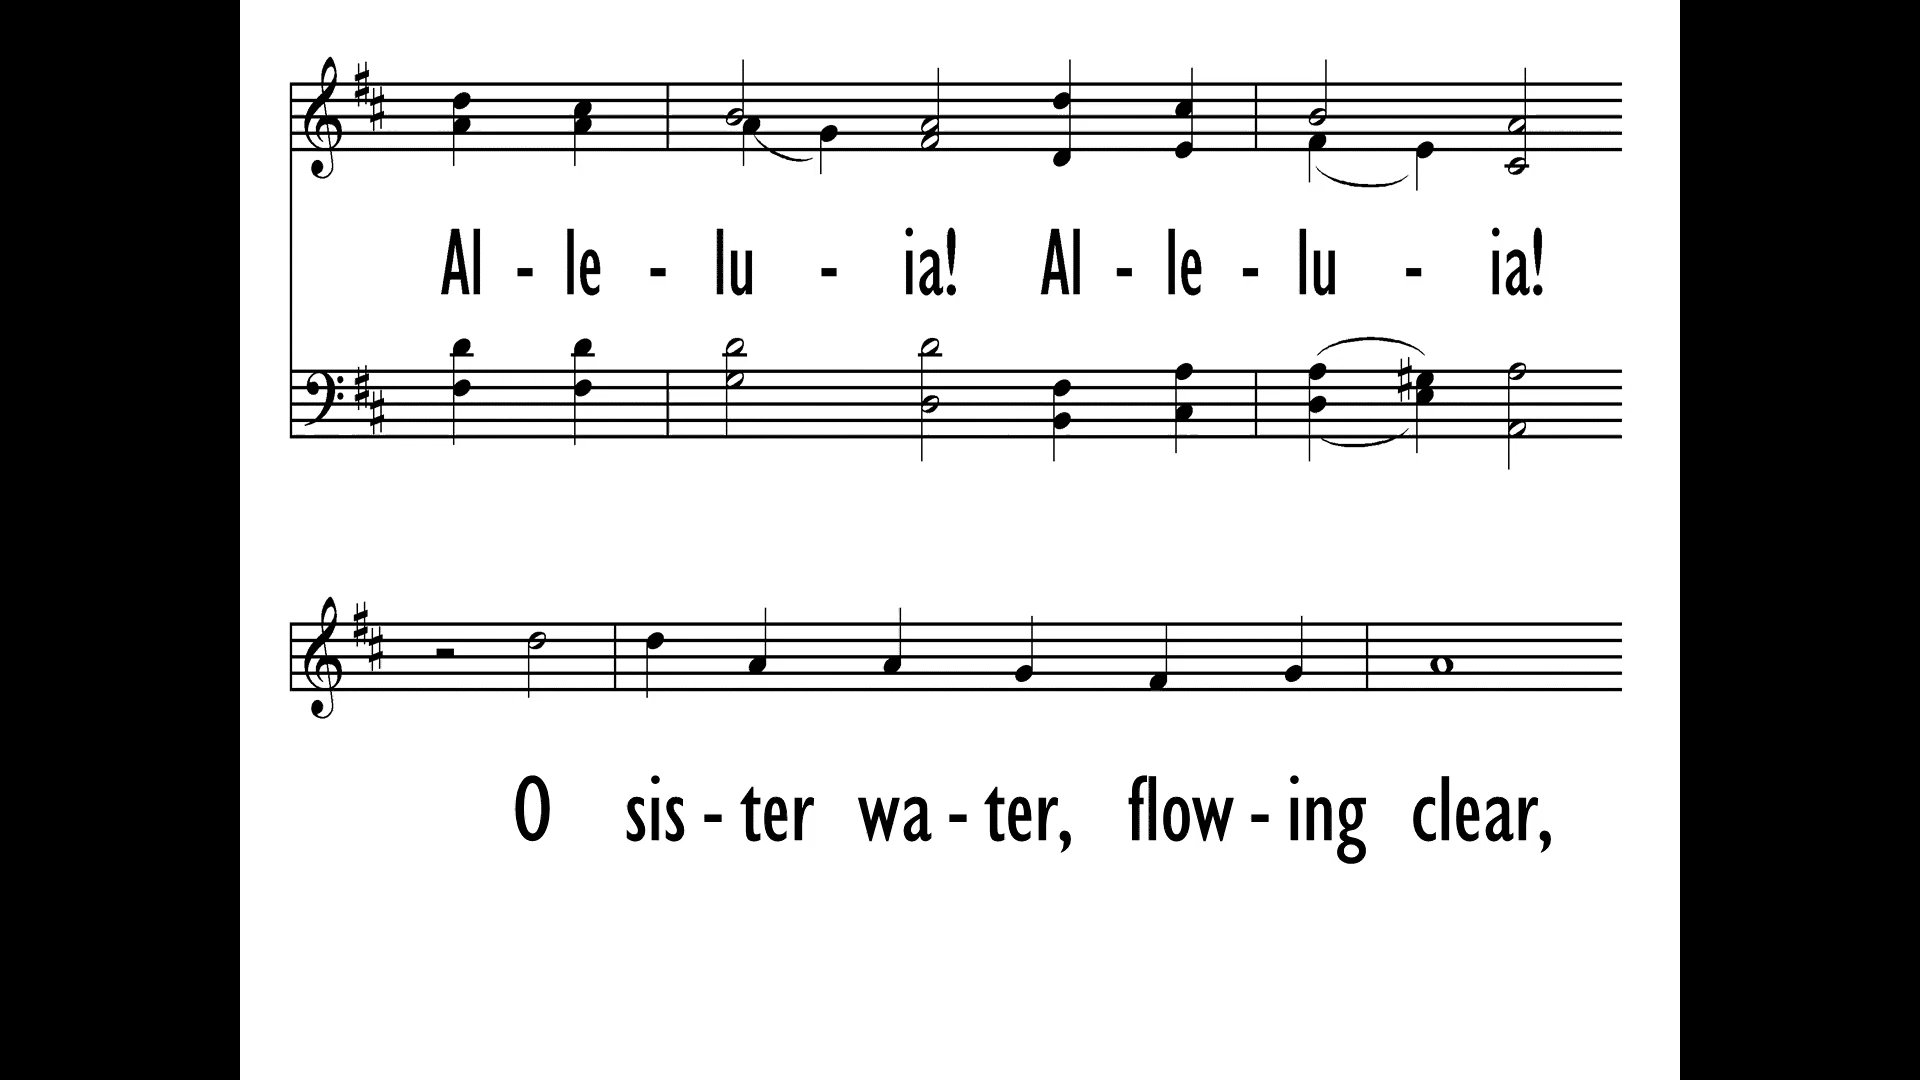 Al - le - lu - ia! Al - le - lu - ia!
O sis - ter wa - ter, flow - ing clear,